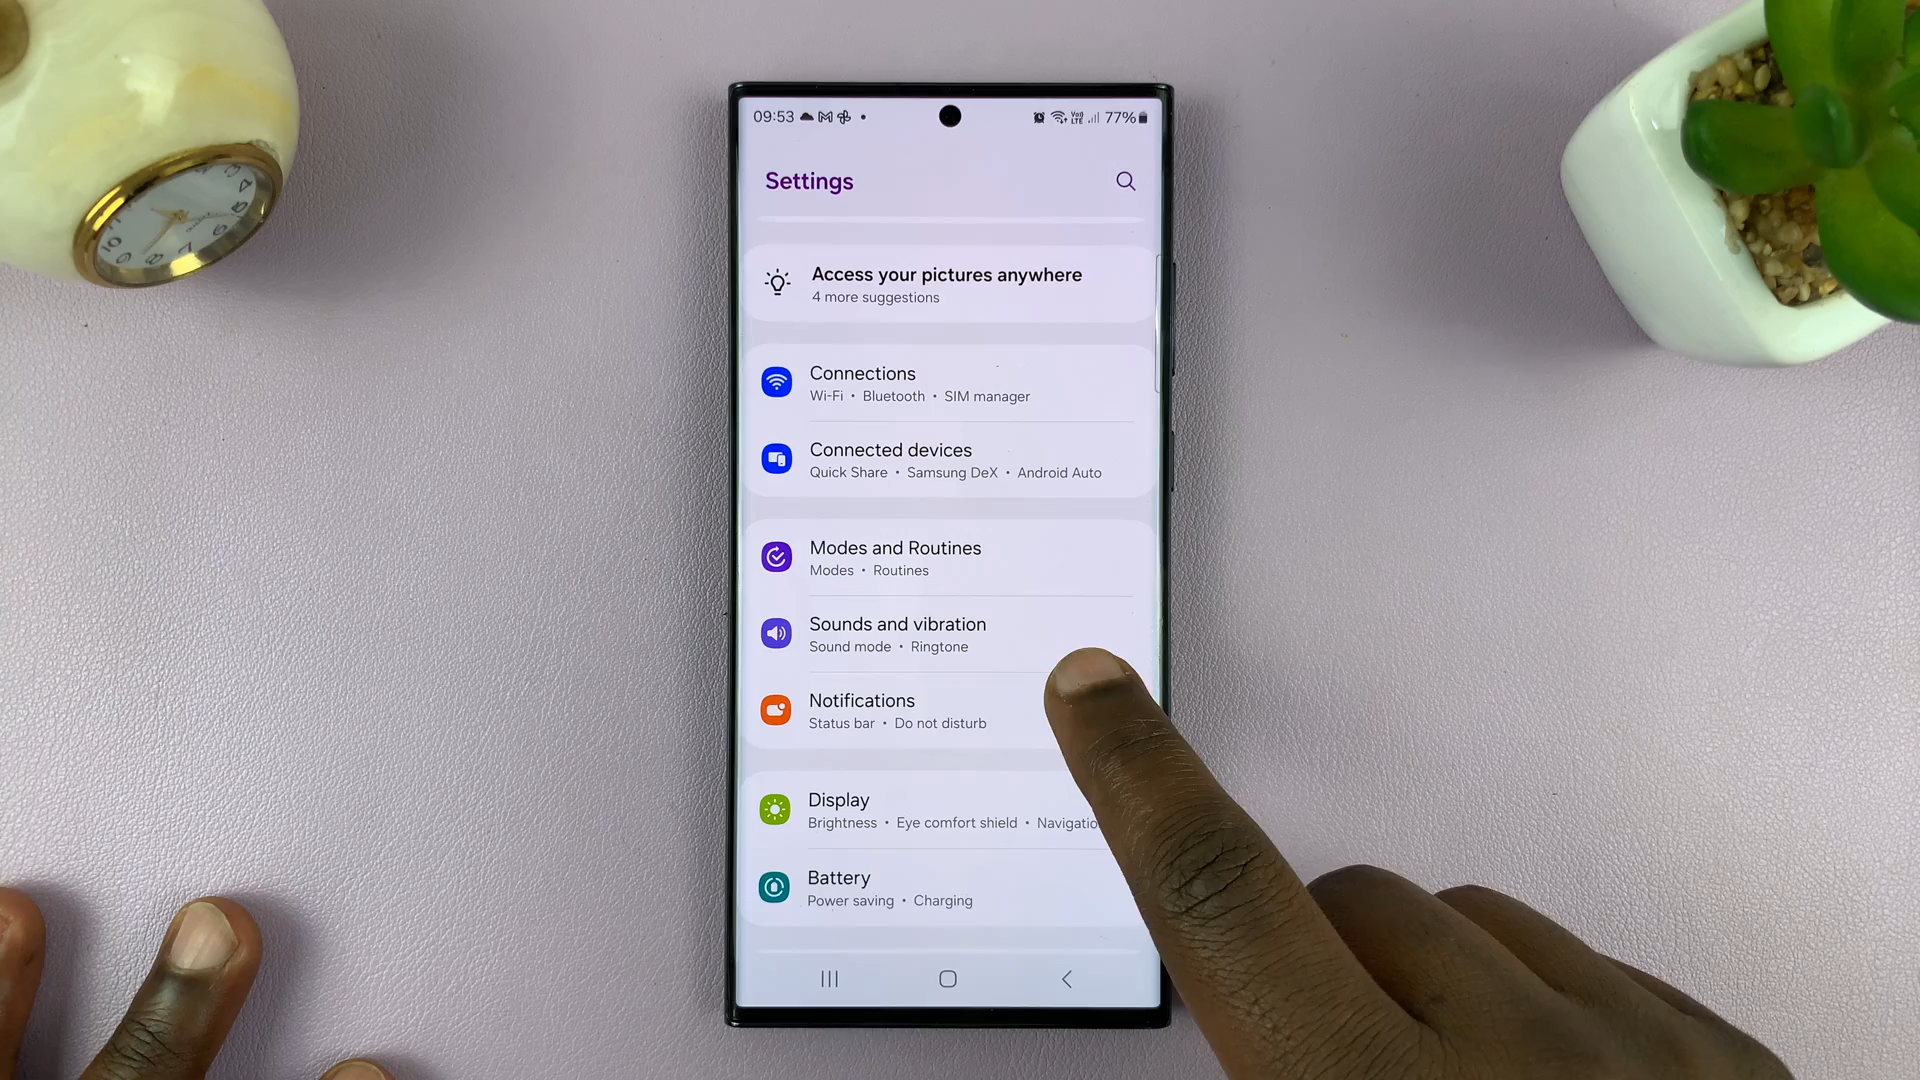 09:53 77%
Settings
Access your pictures anywhere
4 more suggestions
Connections
Wi-Fi • Bluetooth • SIM manager
Connected devices
Quick Share • Samsung DeX • Android Auto
Modes and Routines
Modes • Routines
Sounds and vibration
Sound mode • Ringtone
Notifications
Status bar • Do not disturb
Display
Brightness • Eye comfort shield •
Battery
Power saving • Charging